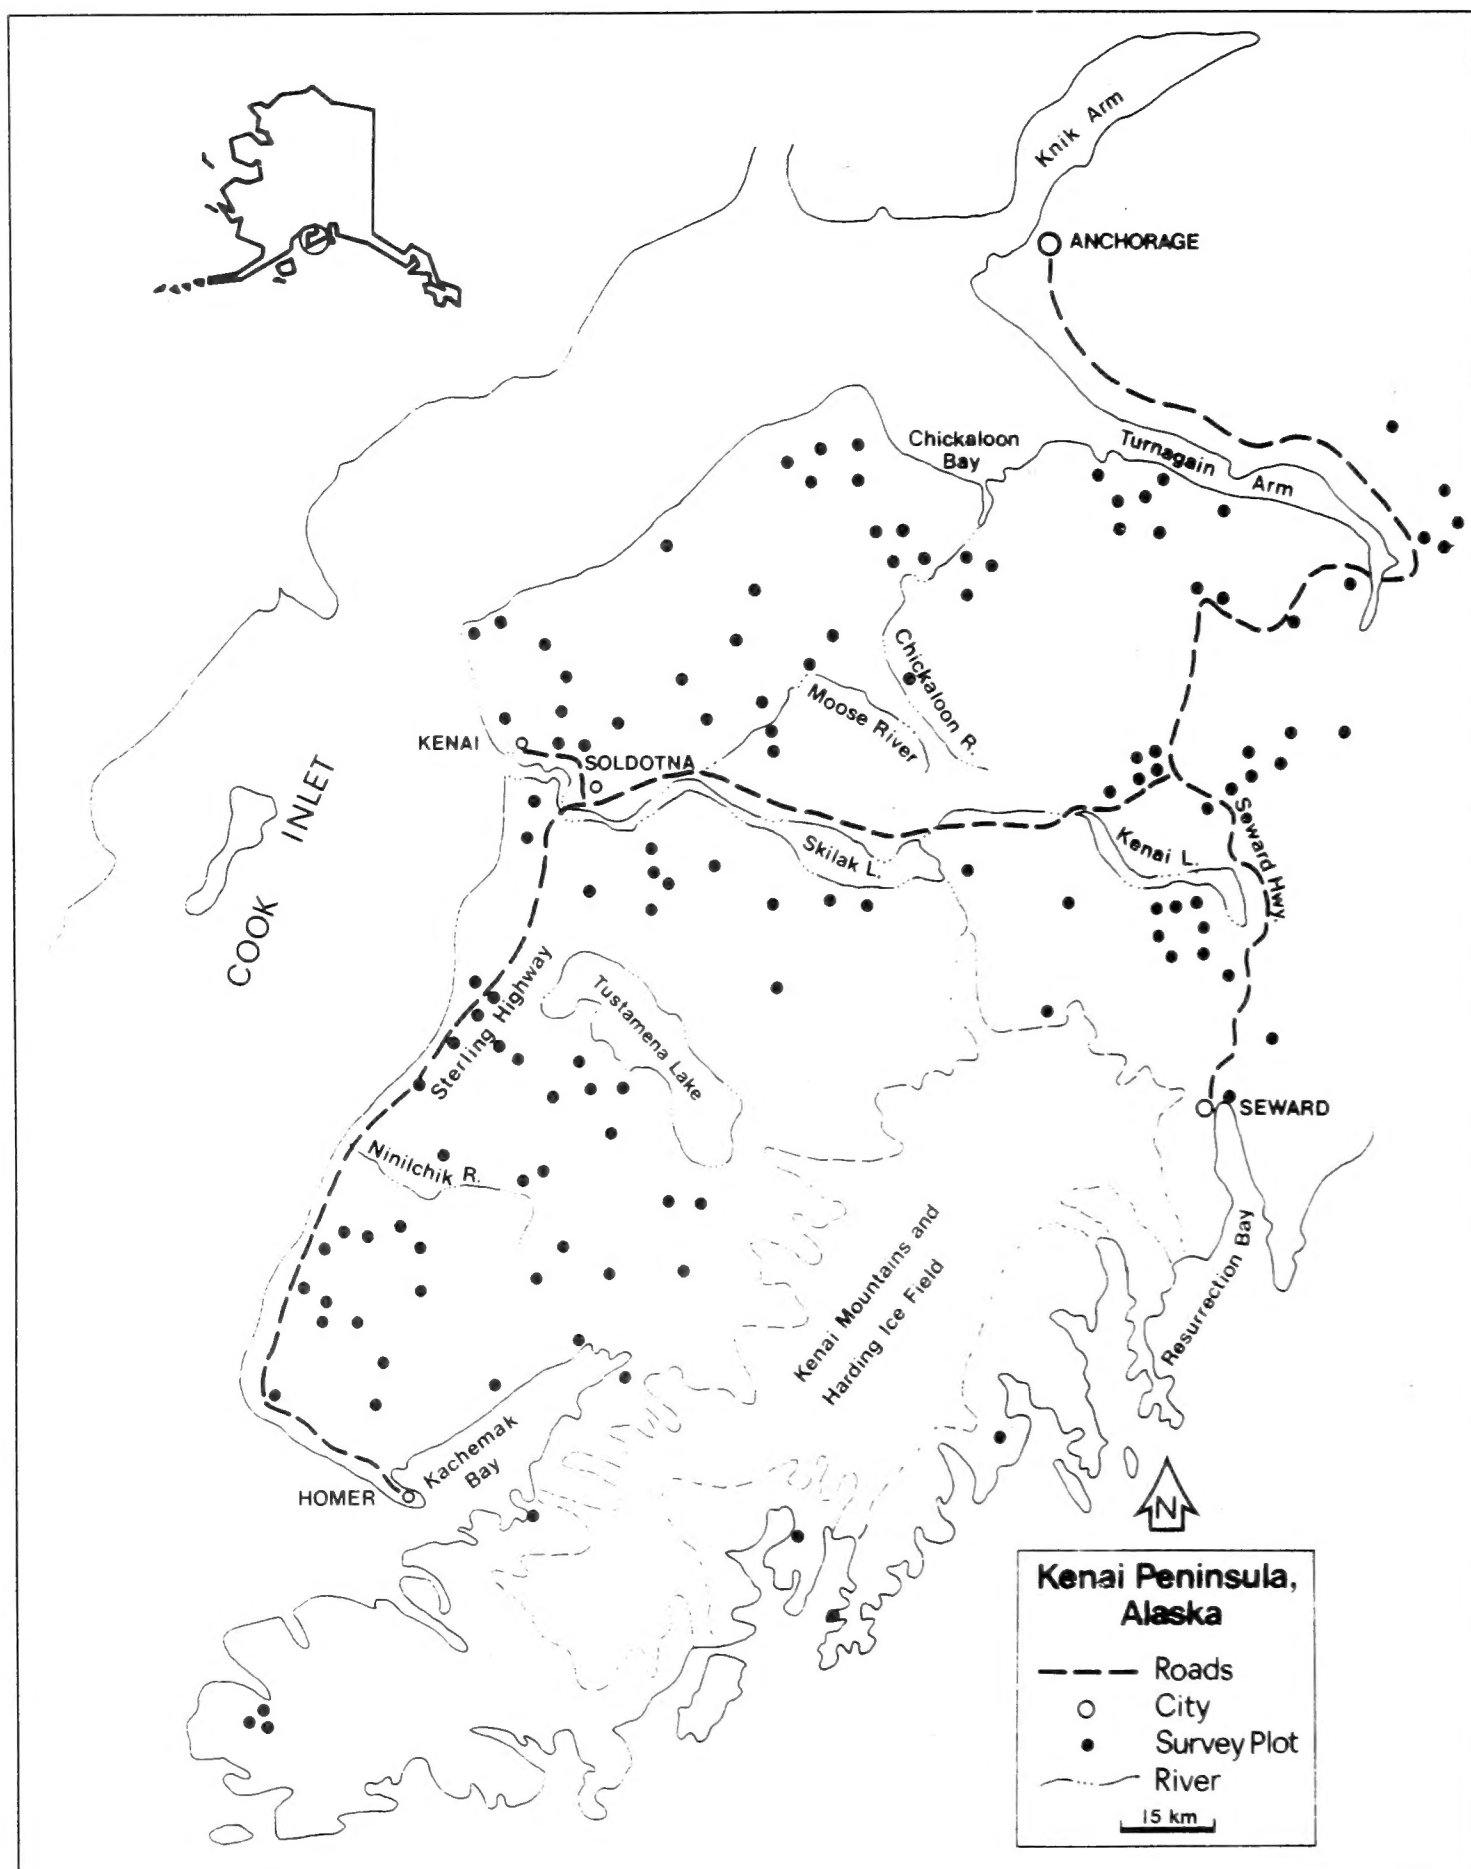 Knik Arm
ANCHORAGE
Chickaloon
Bay
Turnagain
Arm
Chickaloon R.
Moose River
KENAI
SOLDOTNA
COOK INLET
Skilak L.
Kenai L.
Seward Hwy.
Sterling Highway
Tustamena Lake
SEWARD
Ninilchik R.
Resurrection Bay
Kenai Mountains and
Harding Ice Field
Kachemak
Bay
HOMER
N
Kenai Peninsula,
Alaska
Roads
City
Survey Plot
River
15 km